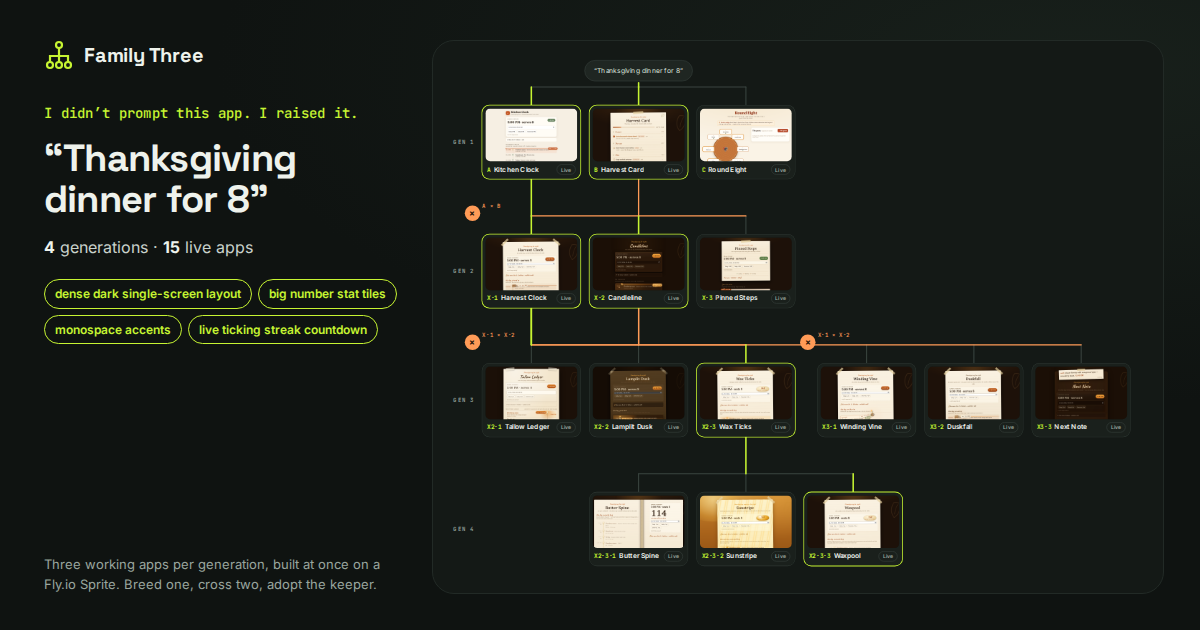 Family Three
I didn't prompt this app. I raised it.
“Thanksgiving
dinner for 8”
4 generations · 15 live apps
dense dark single-screen layout
big number stat tiles
monospace accents
live ticking streak countdown
Three working apps per generation, built at once on a
Fly.io Sprite. Breed one, cross two, adopt the keeper.
“Thanksgiving dinner for 8”
GEN 1
A Kitchen Clock Live
B Harvest Card Live
C Round Eight Live
A × B
GEN 2
X-1 Harvest Clock Live
X-2 Candleline Live
X-3 Pinned Steps Live
X-1 × X-2
X-1 × X-2
GEN 3
X2-1 Tallow Ledger Live
X2-2 Lamplit Dusk Live
X2-3 Wax Ticks Live
X3-1 Winding Vine Live
X3-2 Duskfall Live
X3-3 Next Note Live
GEN 4
114
X2-3-1 Butter Spine Live
X2-3-2 Sunstripe Live
X2-3-3 Waxpool Live